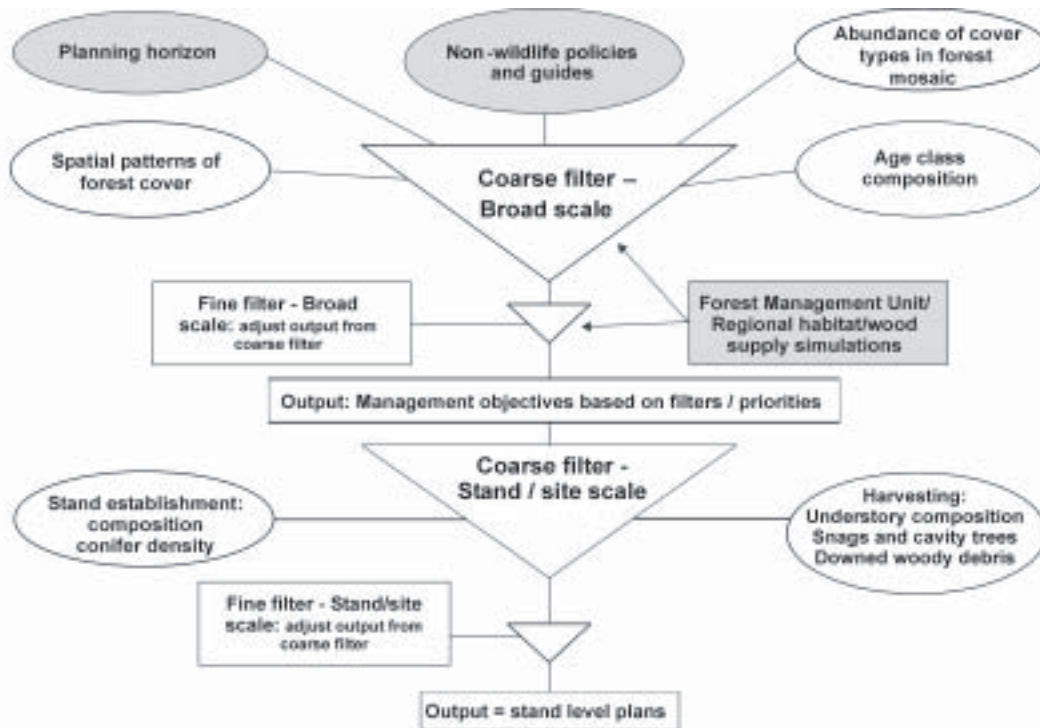 Planning horizon
Non-wildlife policies
and guides
Abundance of cover
types in forest
mosaic
Spatial patterns of
forest cover
Coarse filter –
Broad scale
Age class
composition
Fine filter - Broad
scale: adjust output from
coarse filter
Forest Management Unit/
Regional habitat/wood
supply simulations
Output: Management objectives based on filters / priorities
Coarse filter -
Stand / site scale
Stand establishment:
composition
conifer density
Harvesting:
Understory composition
Snags and cavity trees
Downed woody debris
Fine filter - Stand/site
scale: adjust output from
coarse filter
Output = stand level plans